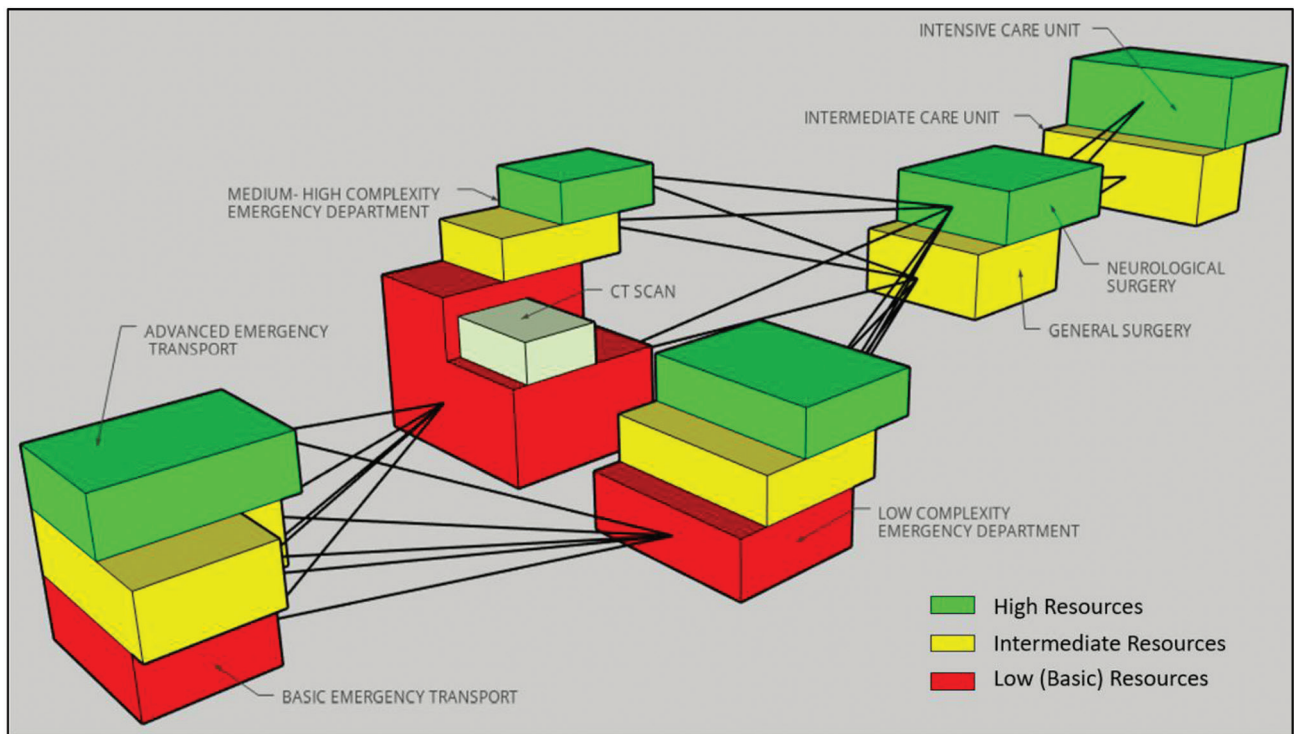 INTENSIVE CARE UNIT
INTERMEDIATE CARE UNIT
MEDIUM- HIGH COMPLEXITY
EMERGENCY DEPARTMENT
CT SCAN
NEUROLOGICAL
SURGERY
GENERAL SURGERY
ADVANCED EMERGENCY
TRANSPORT
LOW COMPLEXITY
EMERGENCY DEPARTMENT
BASIC EMERGENCY TRANSPORT
High Resources
Intermediate Resources
Low (Basic) Resources